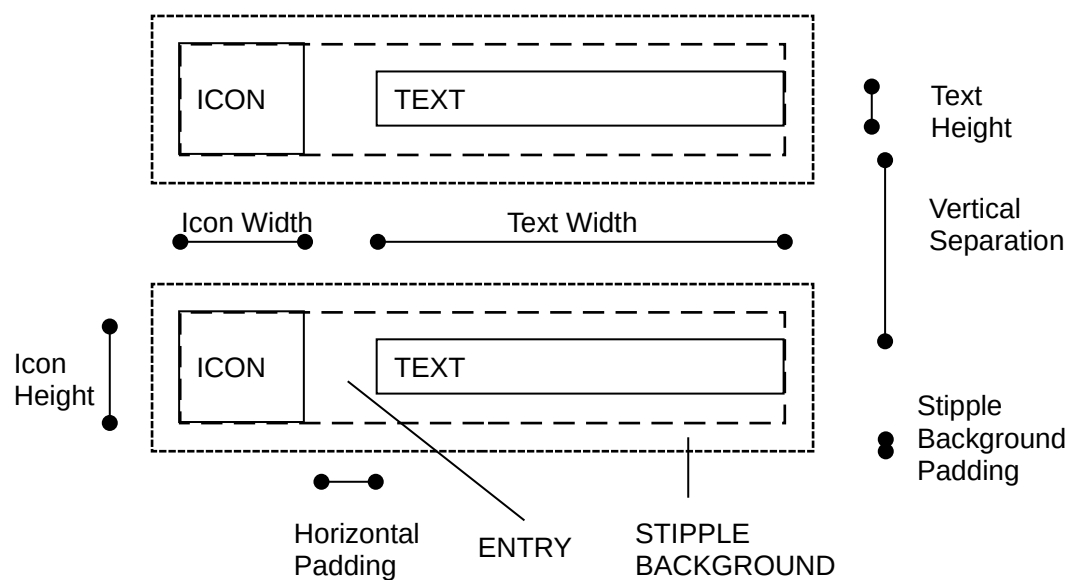 ICON
TEXT
Text
Height
Icon Width
Text Width
Vertical
Separation
Icon
Height
ICON
TEXT
Stipple
Background
Padding
Horizontal
Padding
ENTRY
STIPPLE
BACKGROUND